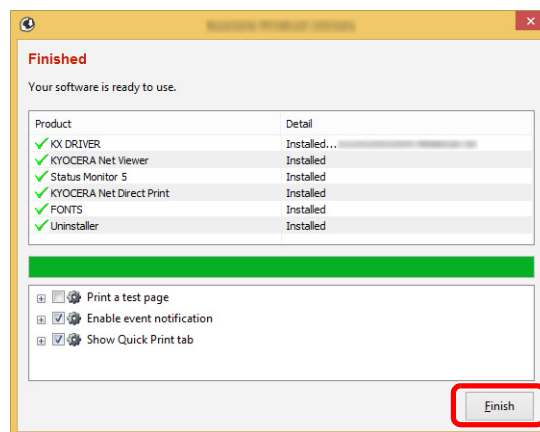 Finished
Your software is ready to use.
Product Detail
KX DRIVER Installed...
KYOCERA Net Viewer Installed
Status Monitor 5 Installed
KYOCERA Net Direct Print Installed
FONTS Installed
Uninstaller Installed
Print a test page
Enable event notification
Show Quick Print tab
Finish